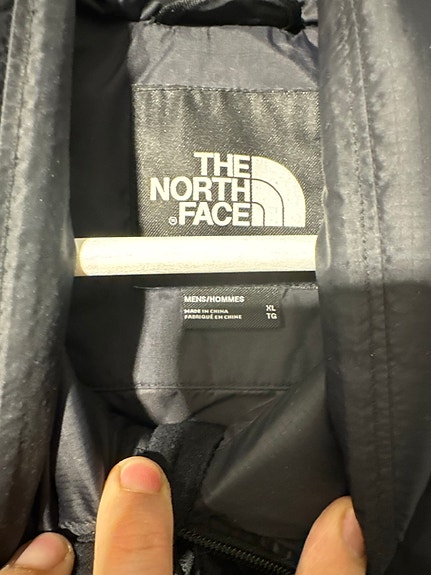 THE
NORTH
FACE
®
MENS/HOMMES
MADE IN CHINA
FABRIQUÉ EN CHINE
XL
TG